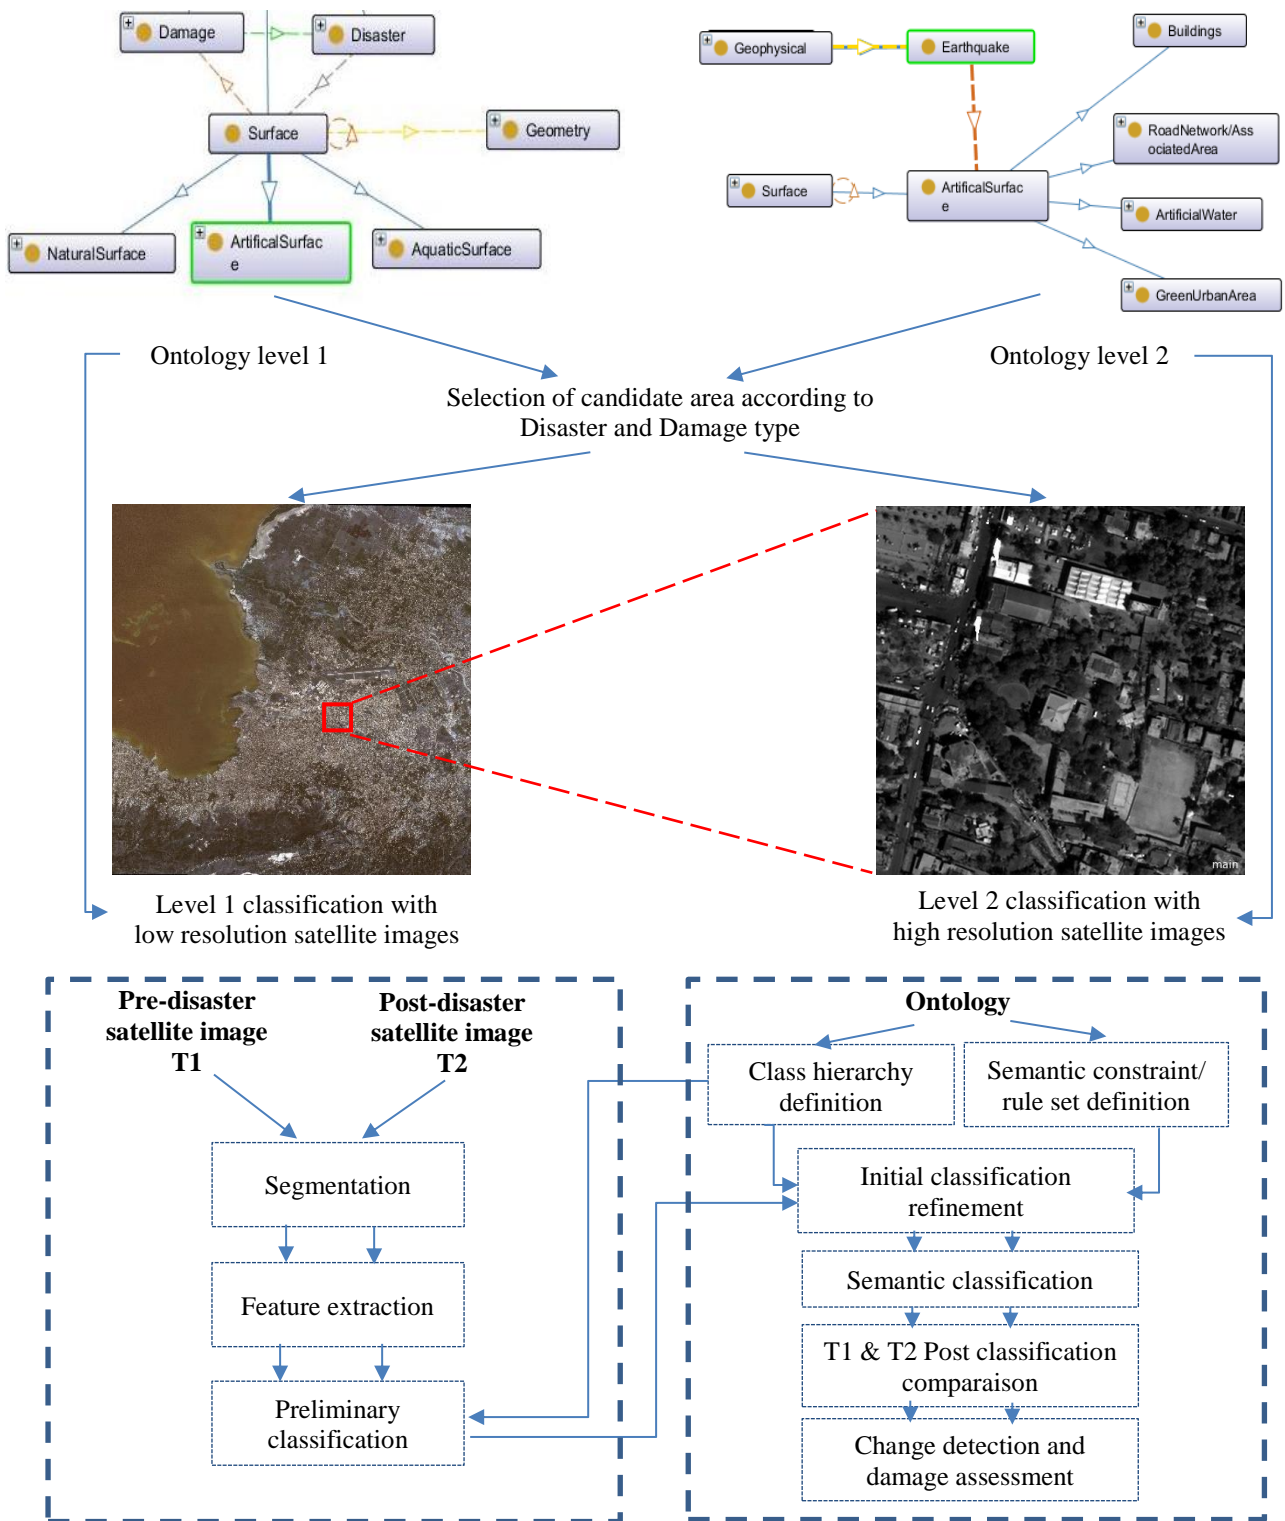 Damage
Disaster
Surface
Geometry
NaturalSurface
ArtificalSurfac
e
AquaticSurface
Geophysical
Earthquake
Buildings
RoadNetwork/Ass
ociatedArea
Surface
ArtificalSurfac
e
ArtificialWater
GreenUrbanArea
Ontology level 1
Ontology level 2
Selection of candidate area according to
Disaster and Damage type
main
Level 1 classification with
low resolution satellite images
Level 2 classification with
high resolution satellite images
Pre-disaster
satellite image
T1
Post-disaster
satellite image
T2
Segmentation
Feature extraction
Preliminary
classification
Ontology
Class hierarchy
definition
Semantic constraint/
rule set definition
Initial classification
refinement
Semantic classification
T1 & T2 Post classification
comparaison
Change detection and
damage assessment